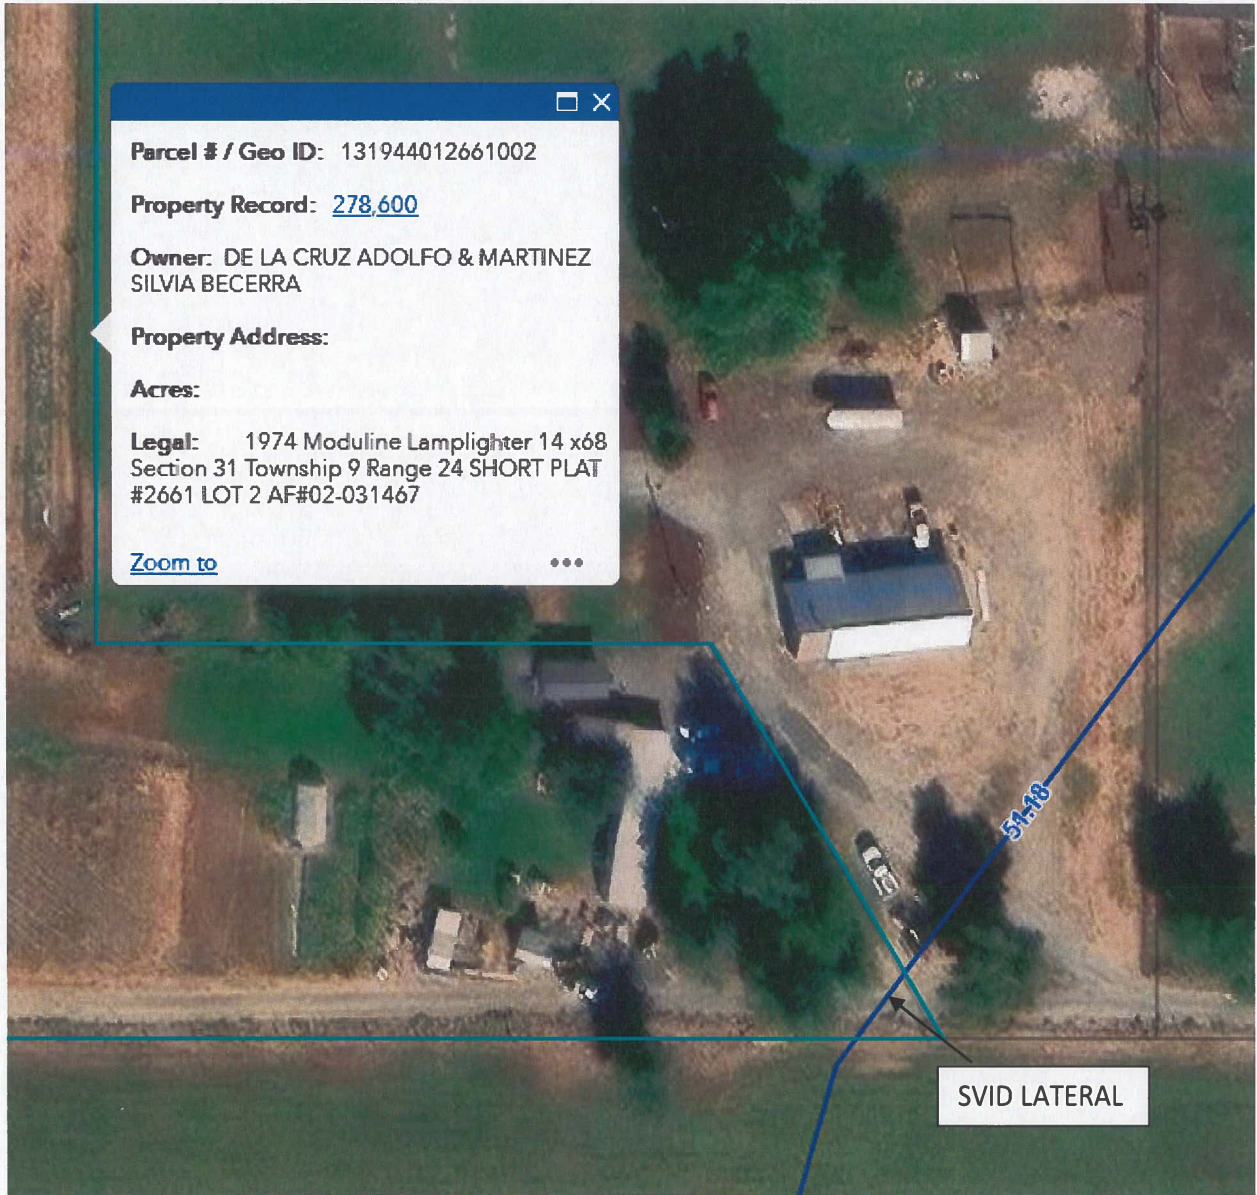 Parcel # / Geo ID: 131944012661002
Property Record: 278,600
Owner: DE LA CRUZ ADOLFO & MARTINEZ
SILVIA BECERRA
Property Address:
Acres:
Legal: 1974 Moduline Lamplighter 14 x68
Section 31 Township 9 Range 24 SHORT PLAT
#2661 LOT 2 AF#02-031467
Zoom to
51.18
SVID LATERAL